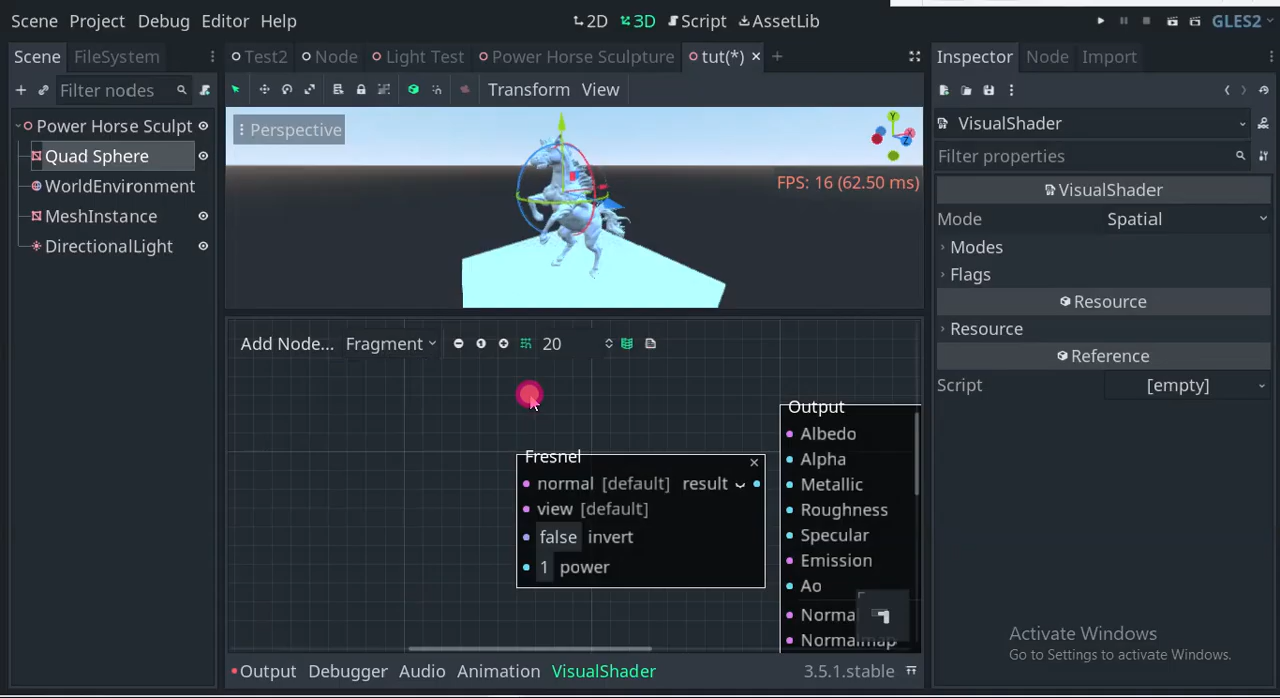 Scene Project Debug Editor Help 2D 3D Script AssetLib GLES2
Scene FileSystem Test2 Node Light Test Power Horse Sculpture tut(*) Inspector Node Import
Filter nodes Transform View
Power Horse Sculpt
Perspective
VisualShader
Quad Sphere
Filter properties
WorldEnvironment
FPS: 16 (62.50 ms)
VisualShader
MeshInstance
Mode Spatial
DirectionalLight
Modes
Flags
Resource
Resource
Reference
Script [empty]
Add Node... Fragment 20
Output
Albedo
Alpha
Metallic
Roughness
Specular
Emission
Ao
Norma
Normalmap
Fresnel
normal [default] result
view [default]
false invert
1 power
Activate Windows
Go to Settings to activate Windows.
Output Debugger Audio Animation VisualShader 3.5.1.stable